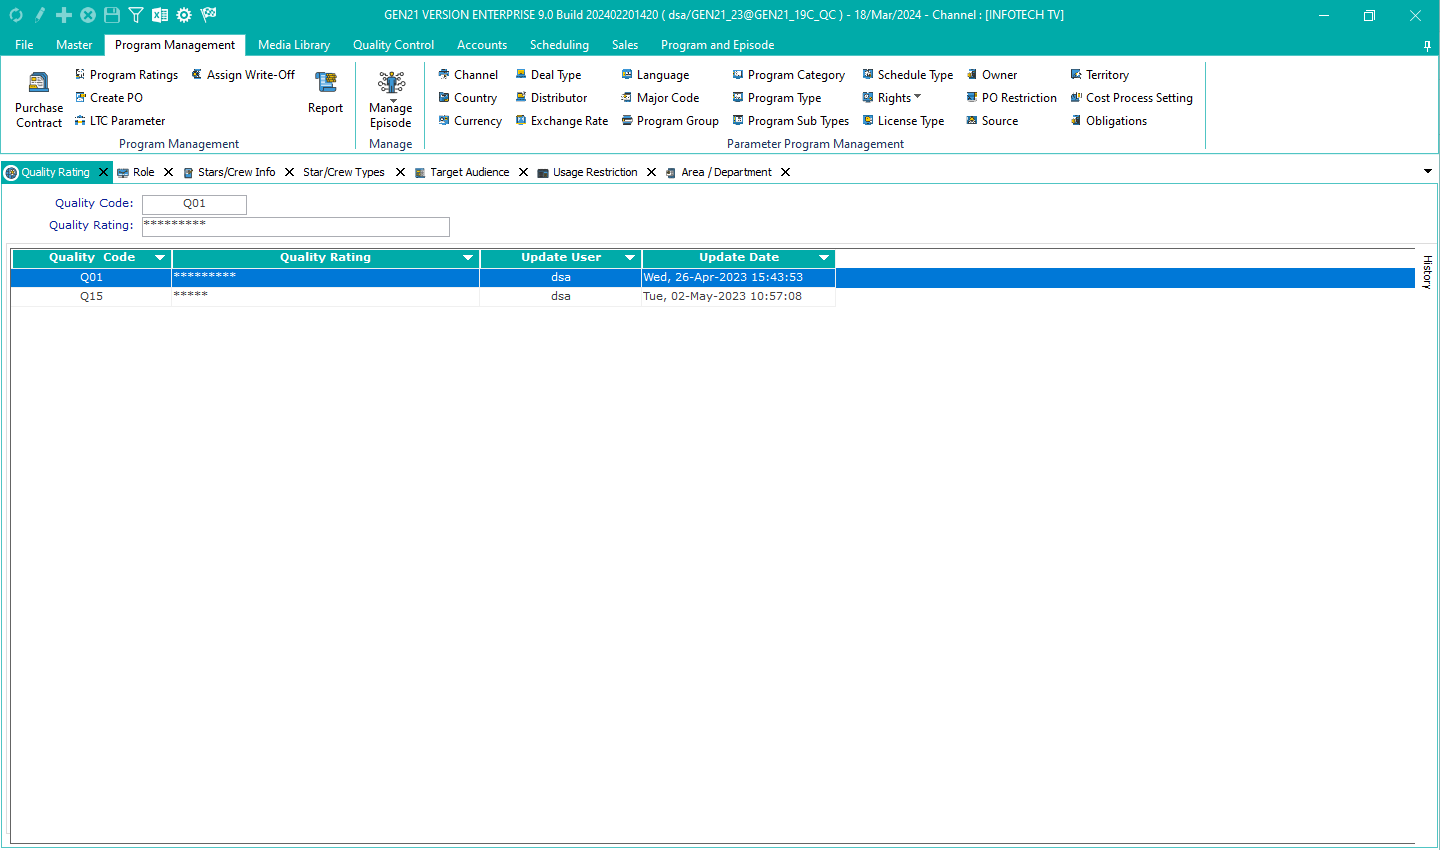 GEN21 VERSION ENTERPRISE 9.0 Build 202402201420 ( dsa/GEN21_23@GEN21_19C_QC ) - 18/Mar/2024 - Channel : [INFOTECH TV]
File Master Program Management Media Library Quality Control Accounts Scheduling Sales Program and Episode
Program Ratings Assign Write-Off Channel Deal Type Language Program Category Schedule Type Owner Territory
Purchase Contract Create PO Report Manage Episode Country Distributor Major Code Program Type Rights PO Restriction Cost Process Setting
LTC Parameter Currency Exchange Rate Program Group Program Sub Types License Type Source Obligations
Program Management Manage Parameter Program Management
Quality Rating Role Stars/Crew Info Star/Crew Types Target Audience Usage Restriction Area / Department
Quality Code: Q01
Quality Rating: *********
Quality Code Quality Rating Update User Update Date
Q01 ********* dsa Wed, 26-Apr-2023 15:43:53
Q15 ***** dsa Tue, 02-May-2023 10:57:08
History